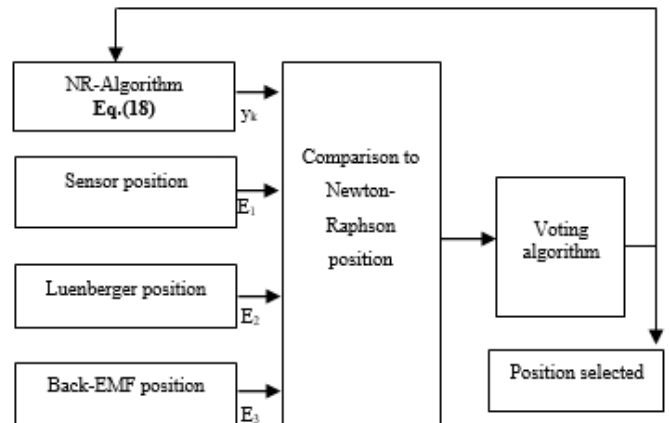 NR-Algorithm
Eq.(18)
yk
Sensor position
E1
Luenberger position
E2
Back-EMF position
E3
Comparison to
Newton-
Raphson
position
Voting
algorithm
Position selected